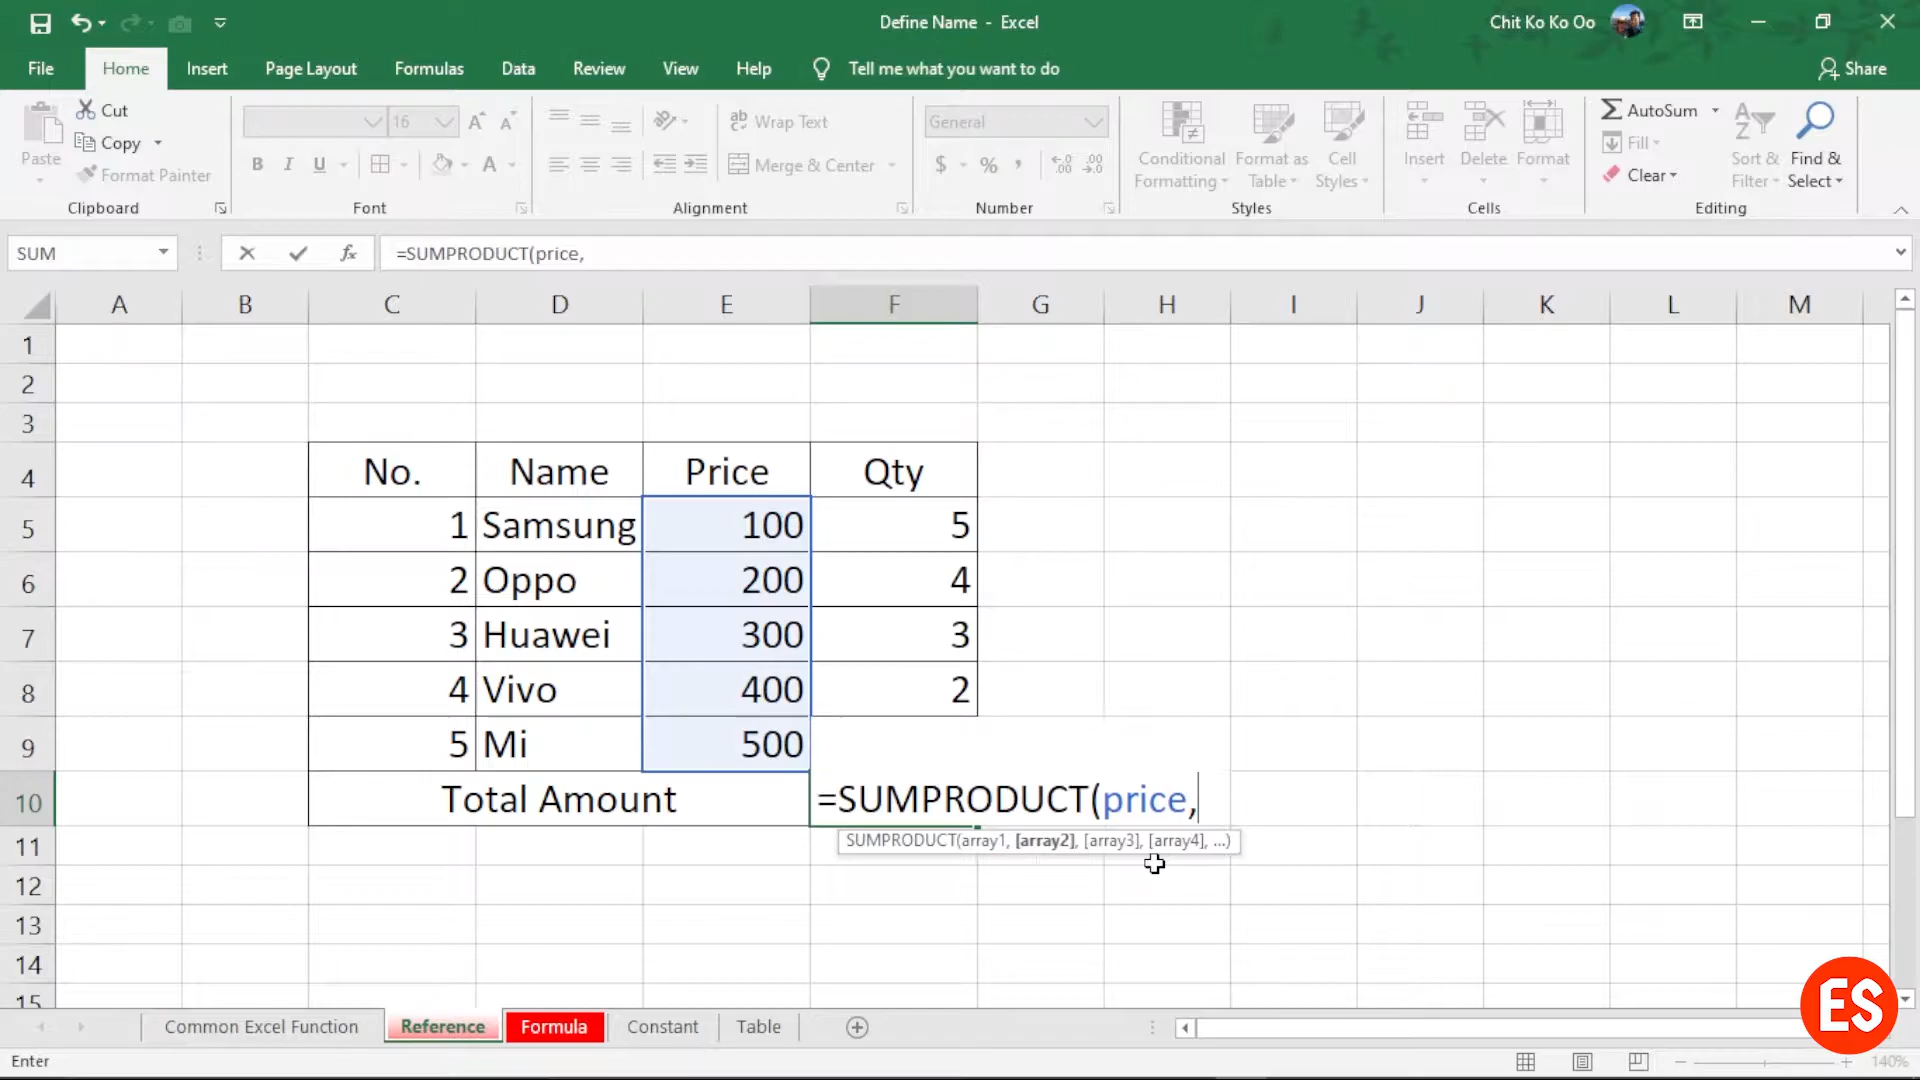 Define Name - Excel
Chit Ko Ko Oo
File Home Insert Page Layout Formulas Data Review View Help Tell me what you want to do Share
Paste
Cut
Copy
Format Painter
Clipboard
16
B I U
Font
Wrap Text
Merge & Center
Alignment
General
$ % ,
Number
Conditional Formatting
Format as Table
Cell Styles
Styles
Insert Delete Format
Cells
AutoSum
Fill
Clear
Sort & Filter
Find & Select
Editing
SUM
fx
=SUMPRODUCT(price,
A B C D E F G H I J K L M
1
2
3
4 No. Name Price Qty
5 1 Samsung 100 5
6 2 Oppo 200 4
7 3 Huawei 300 3
8 4 Vivo 400 2
9 5 Mi 500
10 Total Amount =SUMPRODUCT(price,
SUMPRODUCT(array1, [array2], [array3], [array4], ...)
11
12
13
14
15
ES
Common Excel Function Reference Formula Constant Table
Enter
140%